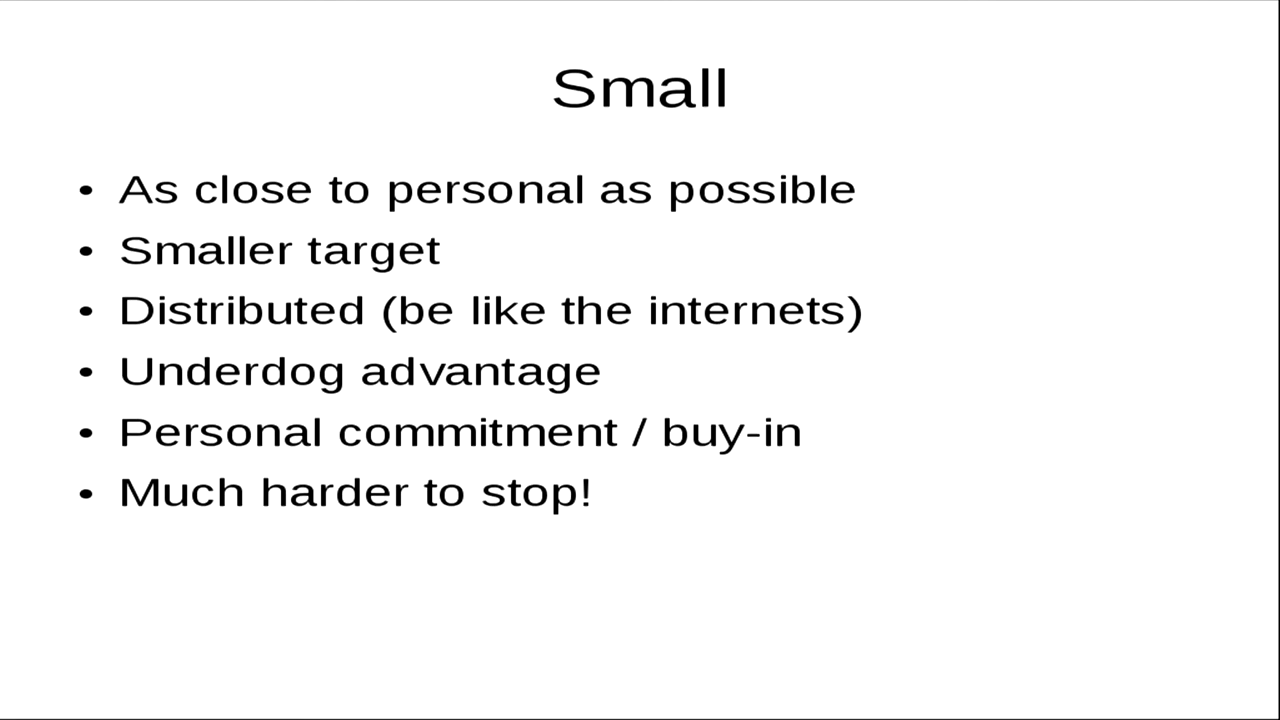 Small
• As close to personal as possible
• Smaller target
• Distributed (be like the internets)
• Underdog advantage
• Personal commitment / buy-in
• Much harder to stop!